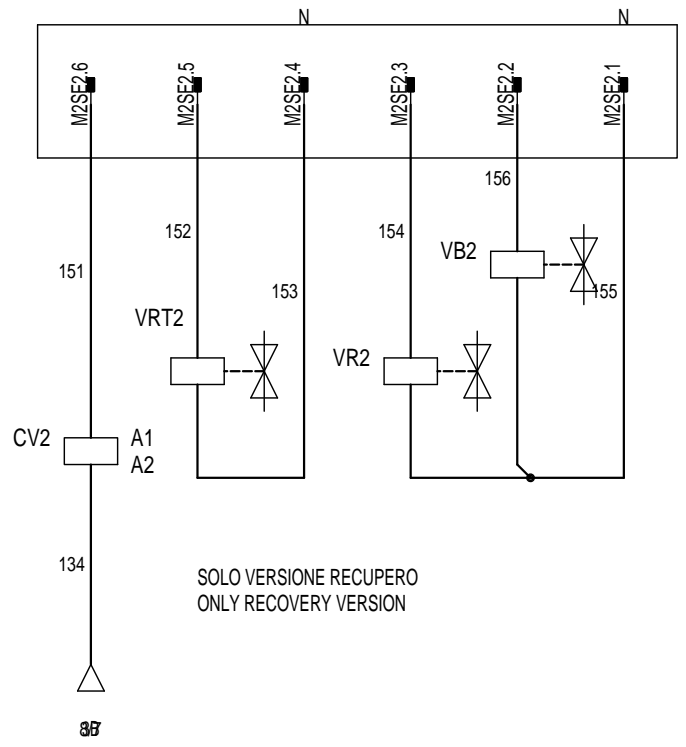 N
N
M2SE2.6
M2SE2.5
M2SE2.4
M2SE2.3
M2SE2.2
M2SE2.1
156
152
154
151
VB2
153
155
VRT2
VR2
CV2
A1
A2
134
SOLO VERSIONE RECUPERO
ONLY RECOVERY VERSION